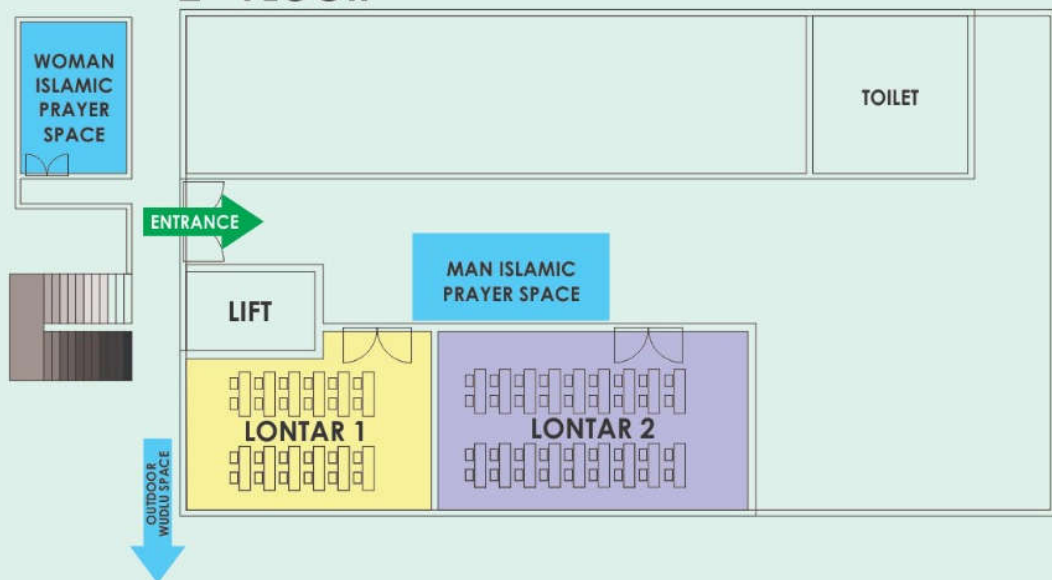 WOMAN
ISLAMIC
PRAYER
SPACE
TOILET
ENTRANCE
MAN ISLAMIC
PRAYER SPACE
LIFT
LONTAR 1
LONTAR 2
OUTDOOR
WUDLU SPACE